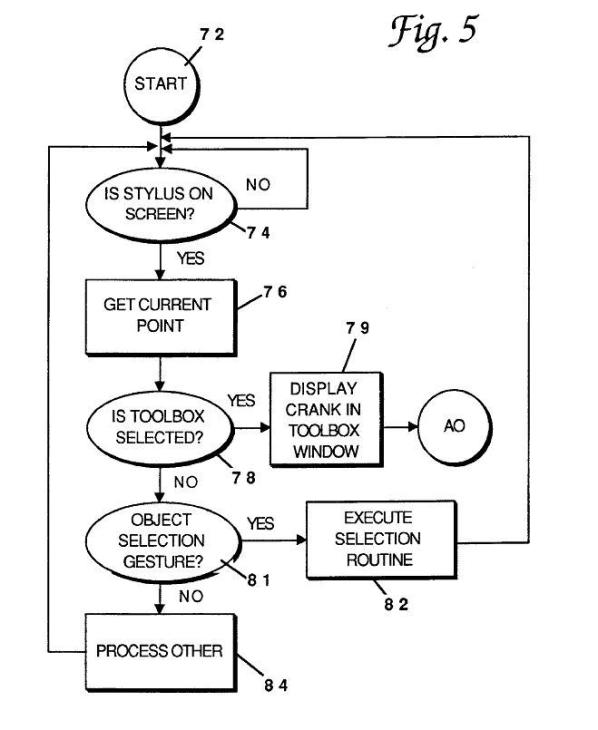 Fig. 5
72
START
NO
IS STYLUS ON
SCREEN?
74
YES
76
GET CURRENT
POINT
79
YES
DISPLAY
CRANK IN
TOOLBOX
WINDOW
IS TOOLBOX
SELECTED?
AO
78
NO
OBJECT
SELECTION
GESTURE?
YES
EXECUTE
SELECTION
ROUTINE
81
82
NO
PROCESS OTHER
84